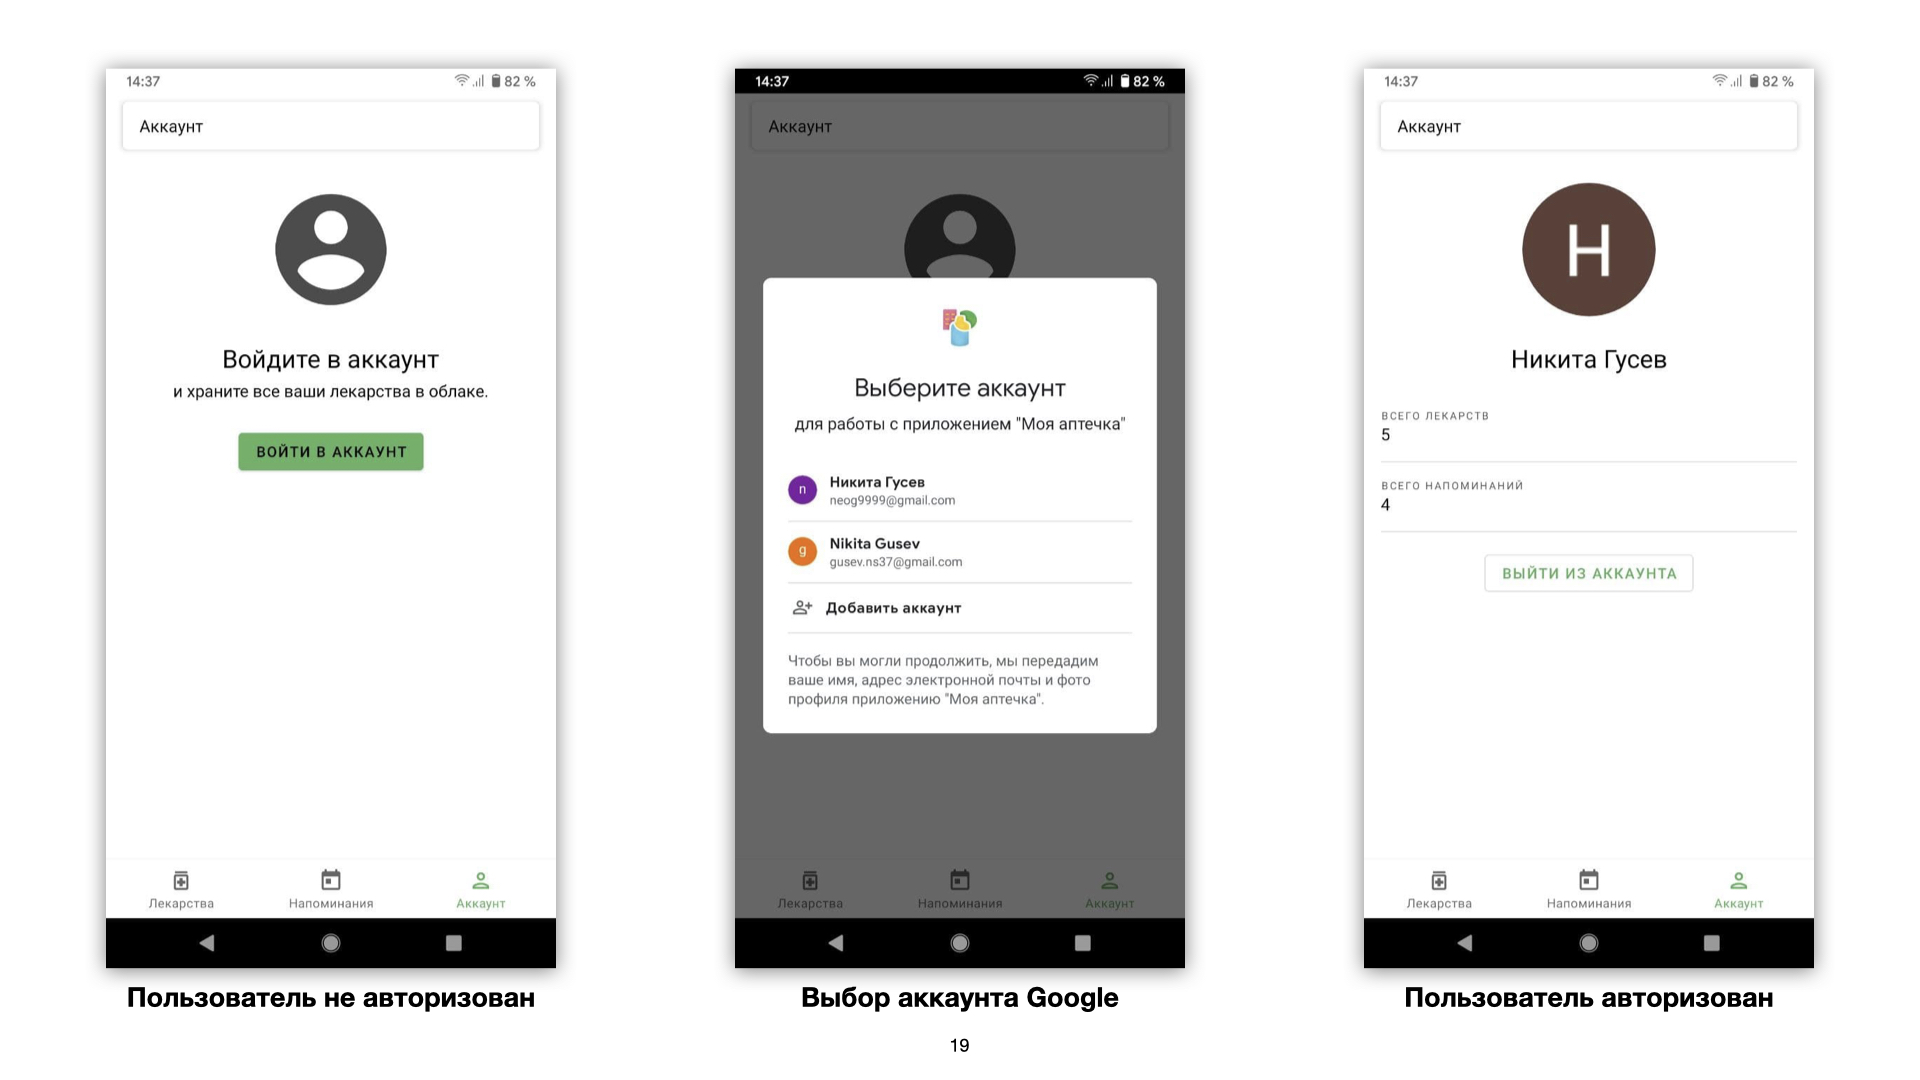 14:37
82 %
Аккаунт
Войдите в аккаунт
и храните все ваши лекарства в облаке.
ВОЙТИ В АККАУНТ
Лекарства
Напоминания
Аккаунт
Пользователь не авторизован
14:37
82 %
Аккаунт
Выберите аккаунт
для работы с приложением "Моя аптечка"
n
Никита Гусев
neog9999@gmail.com
g
Nikita Gusev
gusev.ns37@gmail.com
Добавить аккаунт
Чтобы вы могли продолжить, мы передадим
ваше имя, адрес электронной почты и фото
профиля приложению "Моя аптечка".
Лекарства
Напоминания
Аккаунт
Выбор аккаунта Google
14:37
82 %
Аккаунт
Н
Никита Гусев
ВСЕГО ЛЕКАРСТВ
5
ВСЕГО НАПОМИНАНИЙ
4
ВЫЙТИ ИЗ АККАУНТА
Лекарства
Напоминания
Аккаунт
Пользователь авторизован
19